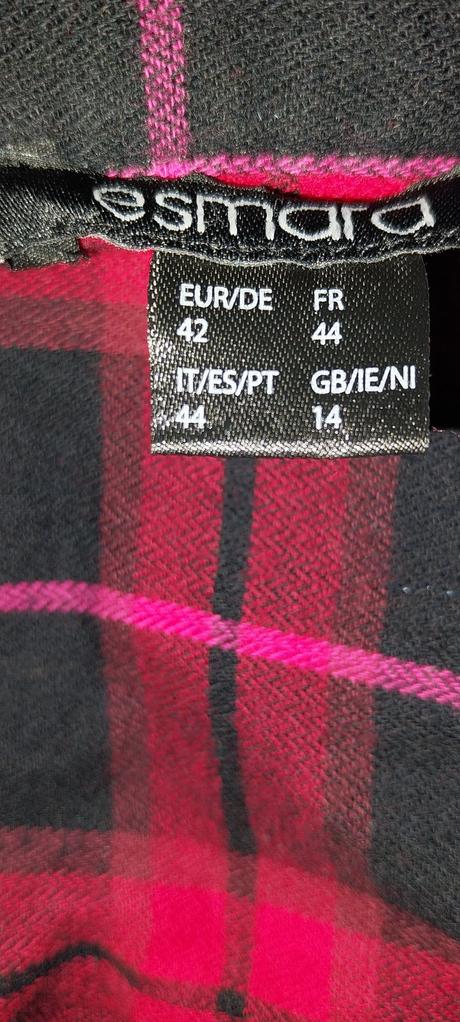 esmara
EUR/DE FR
42 44
IT/ES/PT GB/IE/NI
44 14